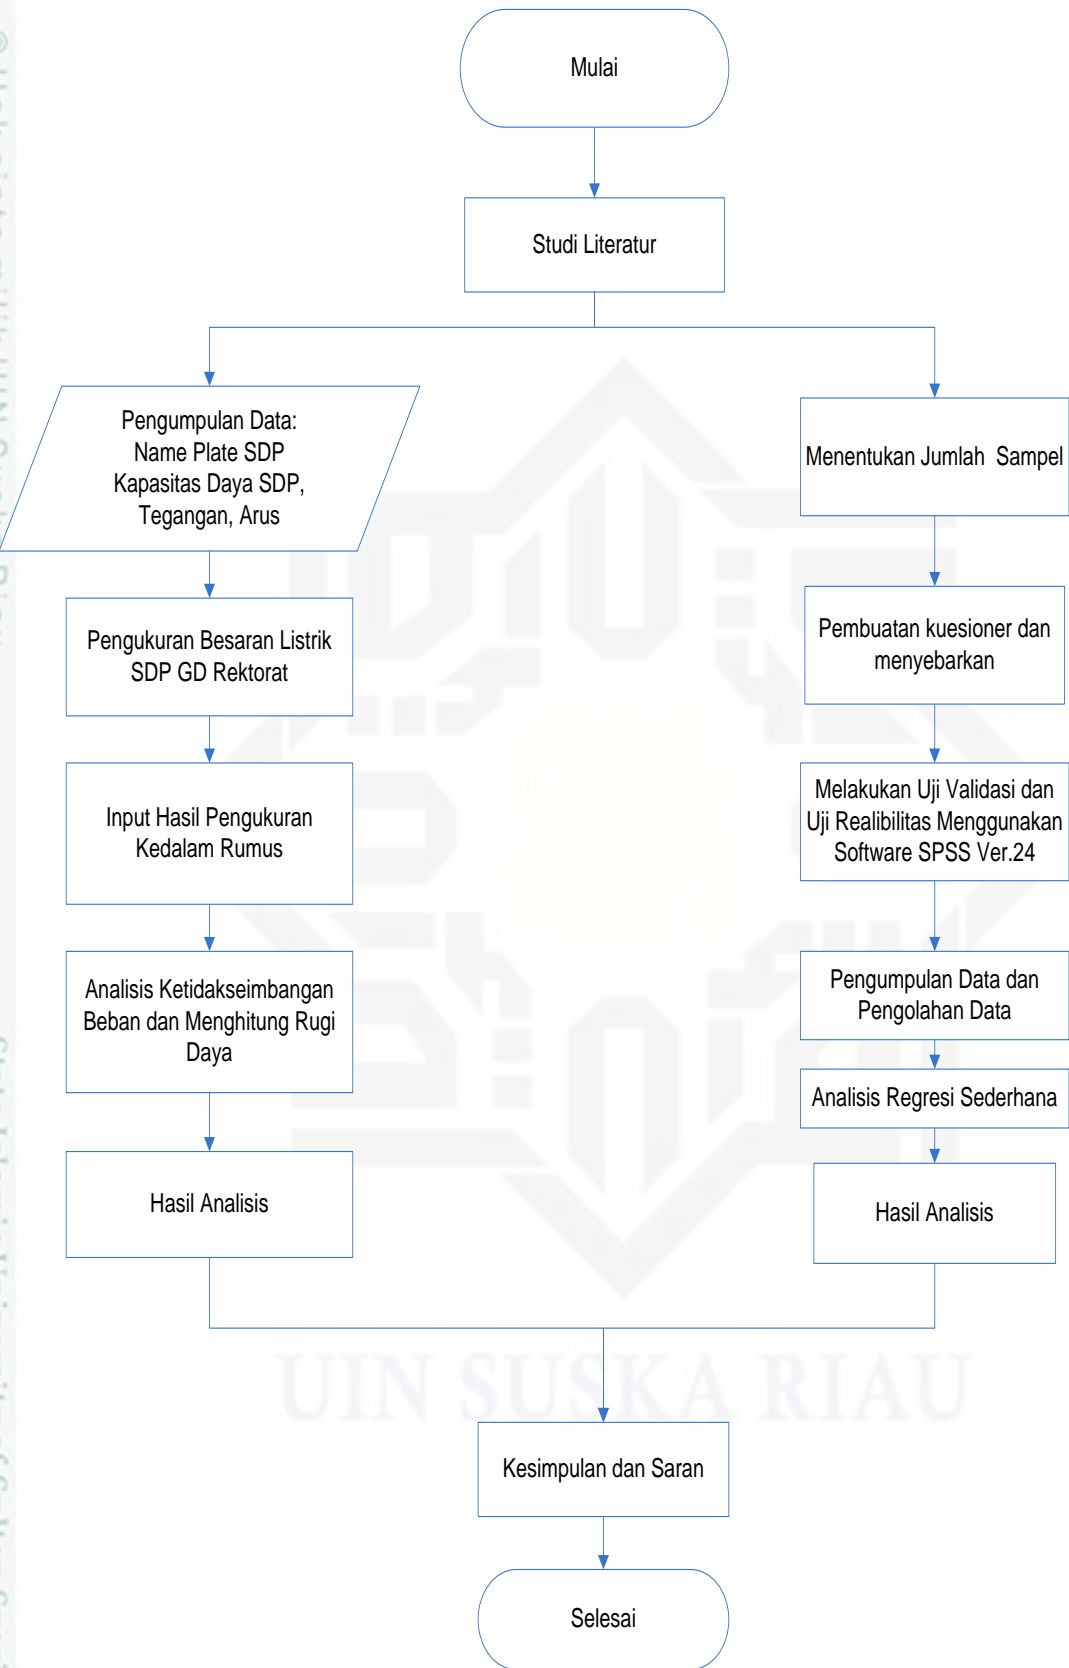 Mulai
Studi Literatur
Pengumpulan Data:
Name Plate SDP
Kapasitas Daya SDP,
Tegangan, Arus
Pengukuran Besaran Listrik
SDP GD Rektorat
Input Hasil Pengukuran
Kedalam Rumus
Analisis Ketidakseimbangan
Beban dan Menghitung Rugi
Daya
Hasil Analisis
Menentukan Jumlah Sampel
Pembuatan kuesioner dan
menyebarkan
Melakukan Uji Validasi dan
Uji Realibilitas Menggunakan
Software SPSS Ver.24
Pengumpulan Data dan
Pengolahan Data
Analisis Regresi Sederhana
Hasil Analisis
Kesimpulan dan Saran
Selesai
UIN SUSKA RIAU